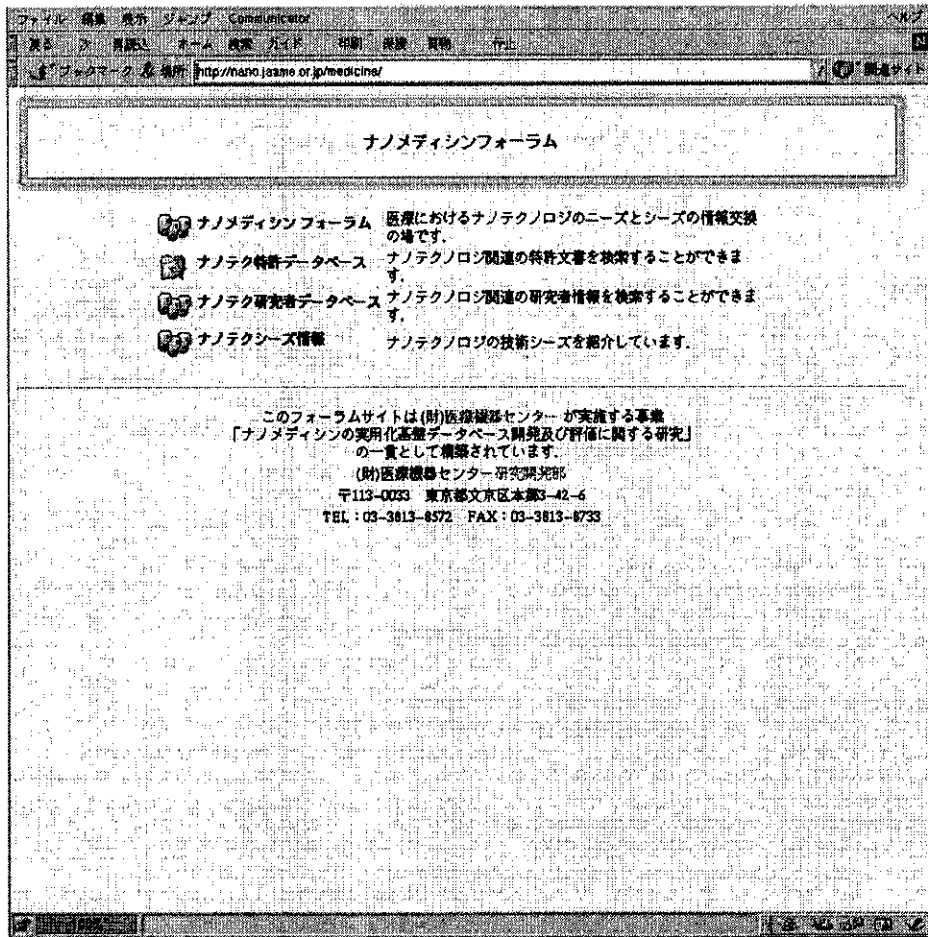 ファイル 編集 表示 ジャンプ Communicator ヘルプ
戻る 再読込 ホーム 検索 ガイド 印刷 保護 停止
ブックマーク 場所 http://nano.jaame.or.jp/medicine/ 関連サイト
ナノメディシンフォーラム
ナノメディシン フォーラム 医療におけるナノテクノロジのニーズとシーズの情報交換
の場です。
ナノテク特許データベース ナノテクノロジ関連の特許文書を検索することができま
す。
ナノテク研究者データベース ナノテクノロジ関連の研究者情報を検索することができま
す。
ナノテクシーズ情報 ナノテクノロジの技術シーズを紹介しています。
このフォーラムサイトは (財)医療機器センター が実施する事業
「ナノメディシンの実用化基盤データベース開発及び評価に関する研究」
の一貫として構築されています。
(財)医療機器センター 研究開発部
〒113-0033 東京都文京区本郷3-42-6
TEL：03-3813-8572 FAX：03-3813-8733